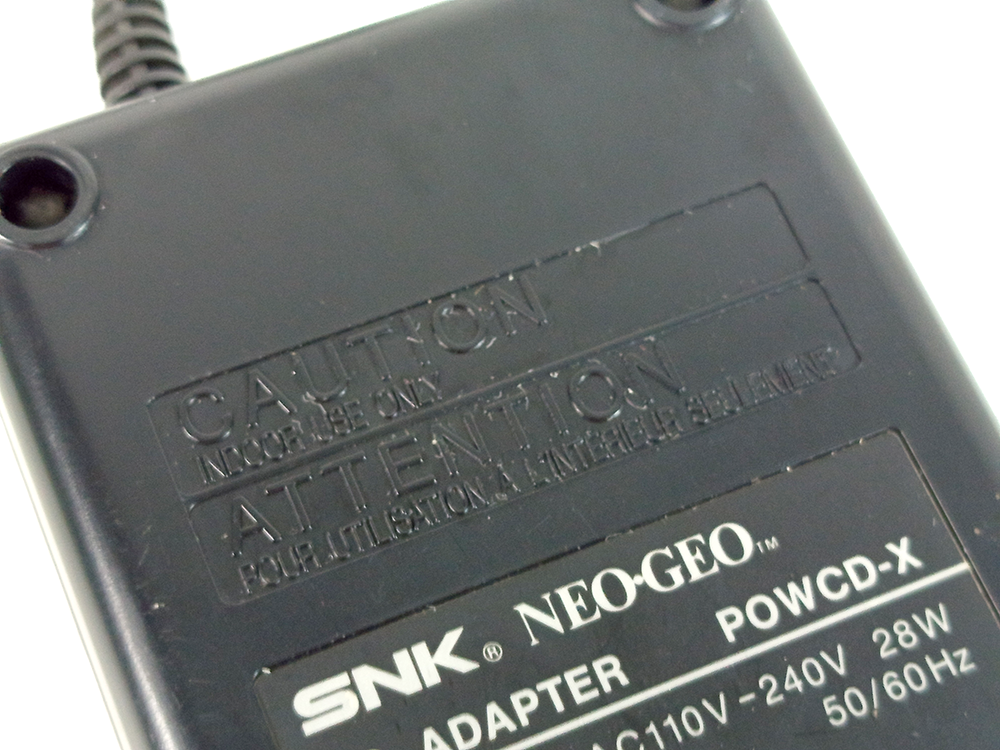 CAUTION
INDOOR USE ONLY
ATTENTION
POUR UTILISATION A L'INTERIEUR SEULEMENT
SNK® NEO•GEO™
ADAPTER POWCD-X
AC110V-240V 28W
50/60Hz